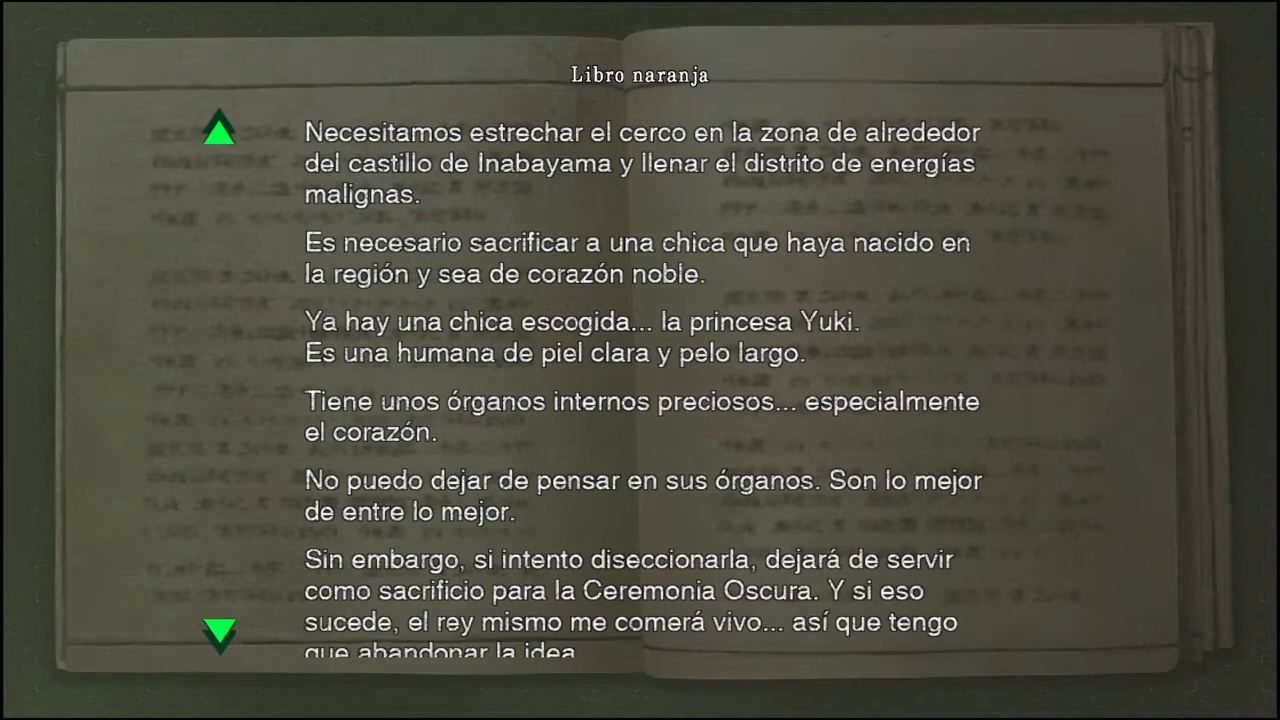 Libro naranja
Necesitamos estrechar el cerco en la zona de alrededor
del castillo de Inabayama y llenar el distrito de energías
malignas.
Es necesario sacrificar a una chica que haya nacido en
la región y sea de corazón noble.
Ya hay una chica escogida... la princesa Yuki.
Es una humana de piel clara y pelo largo.
Tiene unos órganos internos preciosos... especialmente
el corazón.
No puedo dejar de pensar en sus órganos. Son lo mejor
de entre lo mejor.
Sin embargo, si intento diseccionarla, dejará de servir
como sacrificio para la Ceremonia Oscura. Y si eso
sucede, el rey mismo me comerá vivo... así que tengo
que abandonar la idea